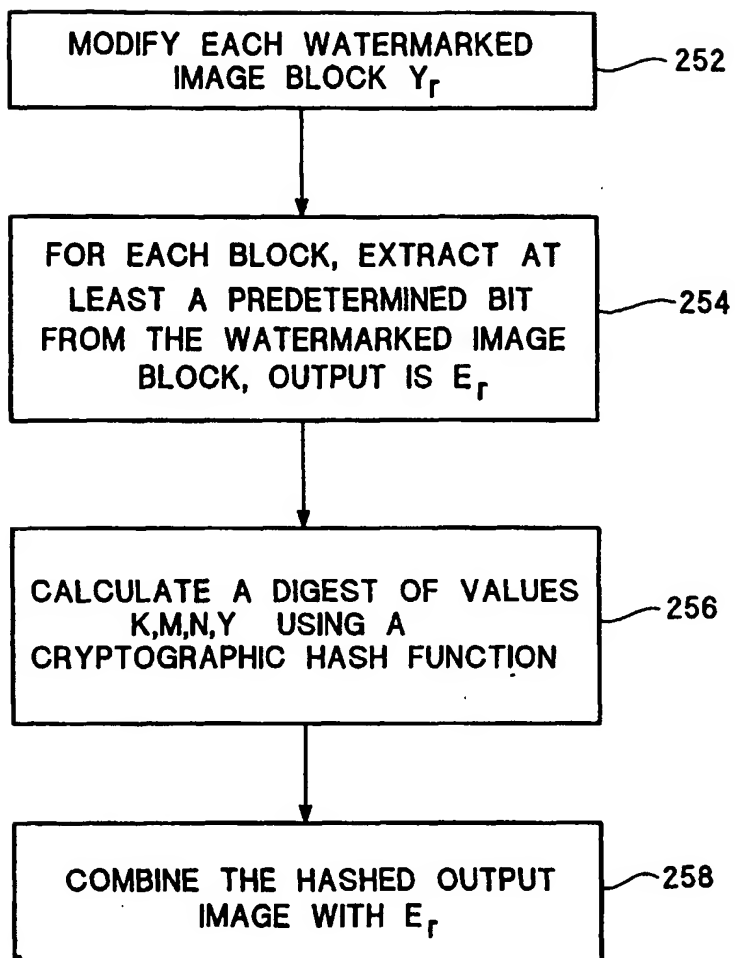 MODIFY EACH WATERMARKED
IMAGE BLOCK Yr
252
FOR EACH BLOCK, EXTRACT AT
LEAST A PREDETERMINED BIT
FROM THE WATERMARKED IMAGE
BLOCK, OUTPUT IS Er
254
CALCULATE A DIGEST OF VALUES
K,M,N,Y USING A
CRYPTOGRAPHIC HASH FUNCTION
256
COMBINE THE HASHED OUTPUT
IMAGE WITH Er
258